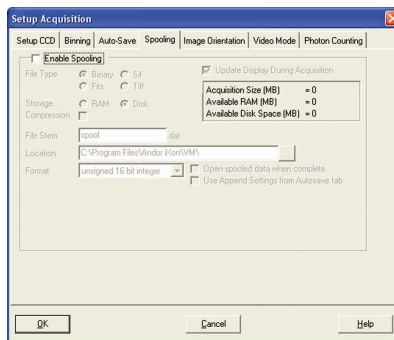 Setup Acquisition
Setup CCD Binning Auto-Save Spooling Image Orientation Video Mode Photon Counting
Enable Spooling
File Type Binary Sif Update Display During Acquisition
Fits Tiff
Acquisition Size (MB) = 0
Storage RAM Disk Available RAM (MB) = 0
Compression Available Disk Space (MB) = 0
File Stem spool .dat
Location C:\Program Files\Andor iXon\VM\ ...
Format unsigned 16 bit integer Open spooled data when complete
Use Append Settings from Autosave tab
OK Cancel Help